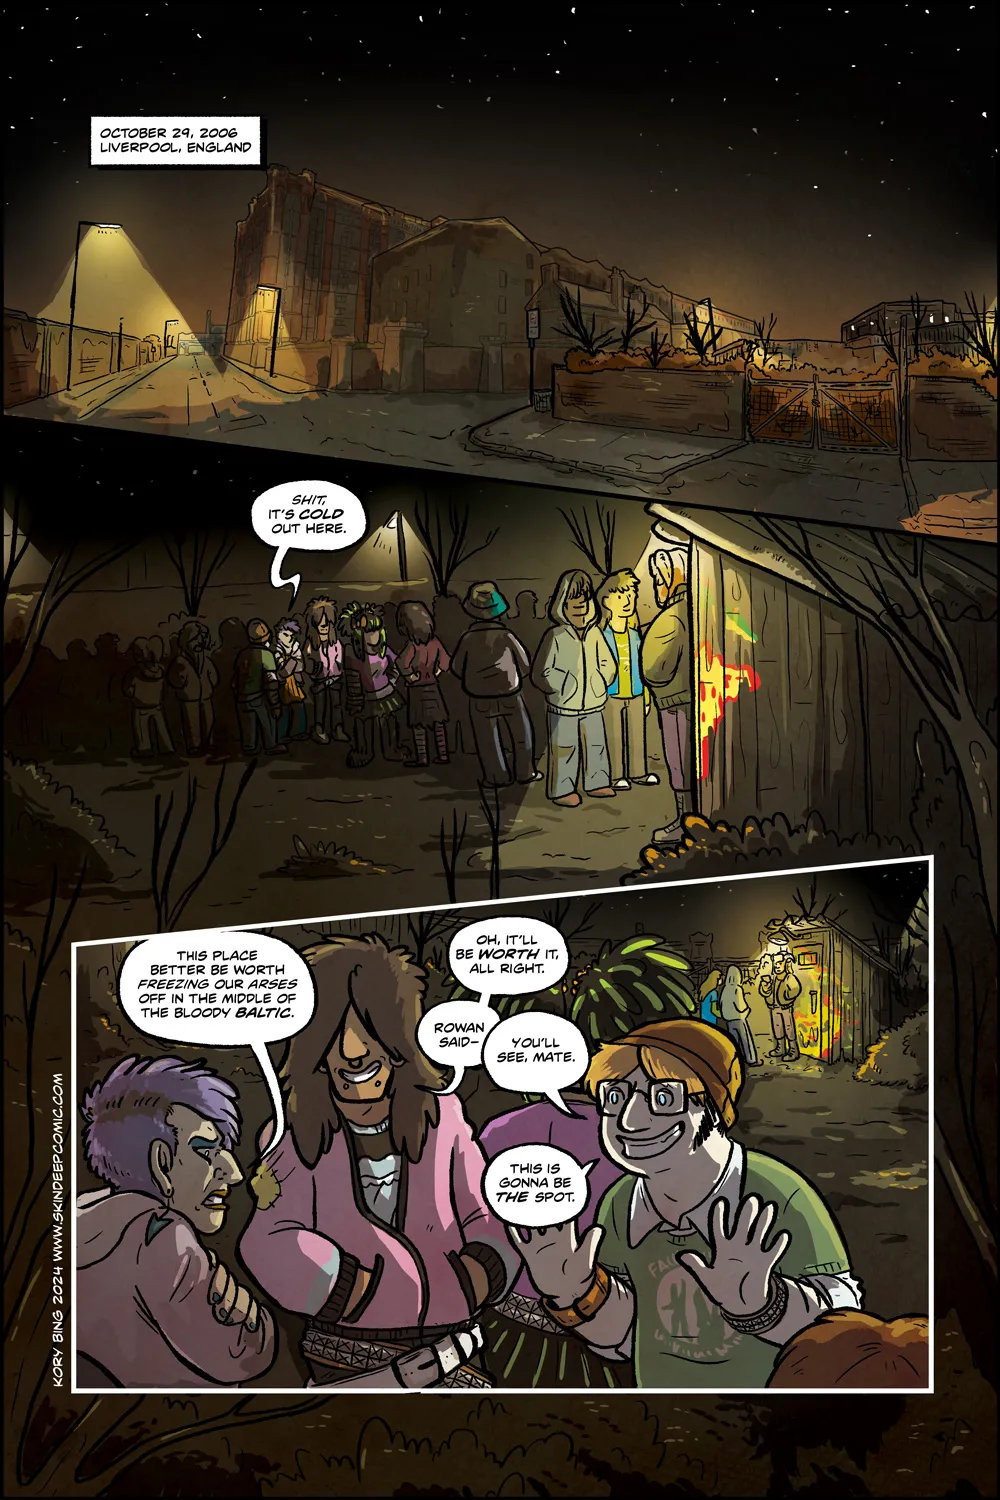 OCTOBER 29, 2006
LIVERPOOL, ENGLAND
SHIT,
IT'S COLD
OUT HERE.
THIS PLACE
BETTER BE WORTH
FREEZING OUR ARSES
OFF IN THE MIDDLE OF
THE BLOODY BALTIC.
OH, IT'LL
BE WORTH IT,
ALL RIGHT.
ROWAN
SAID–
YOU'LL
SEE, MATE.
THIS IS
GONNA BE
THE SPOT.
KORY BING 2024 WWW.SKINDEEPCOMIC.COM